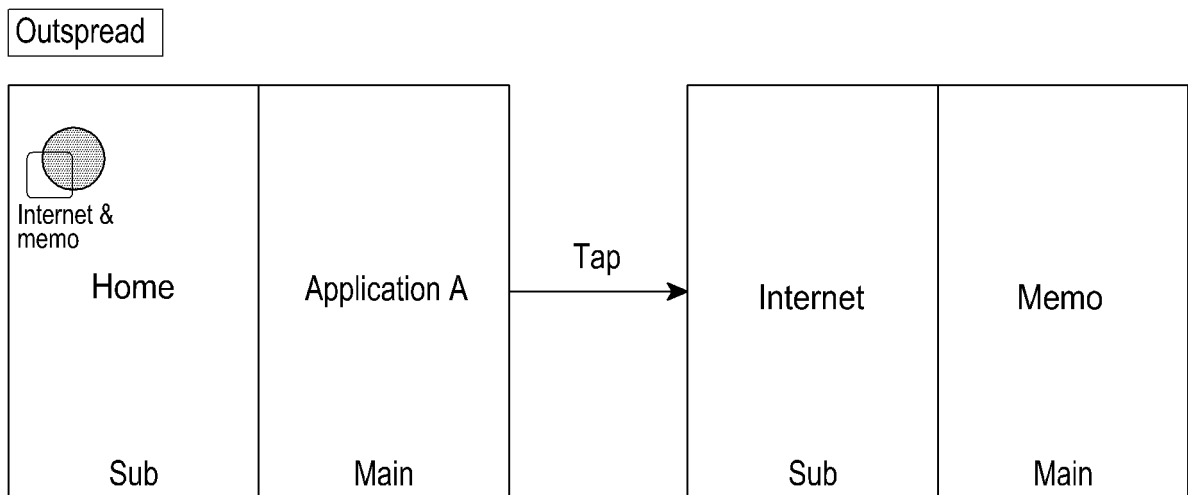 Outspread
Internet &
memo
Home
Application A
Tap
Internet
Memo
Sub
Main
Sub
Main